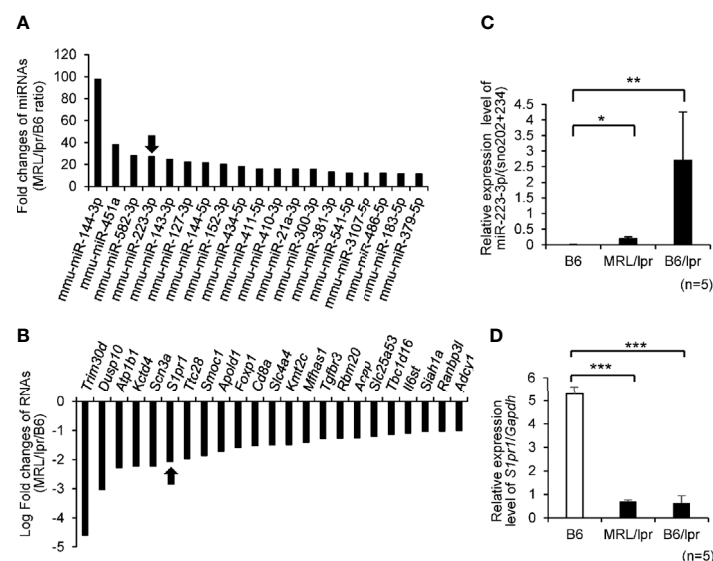 A
Fold changes of miRNAs
(MRL/lpr/B6 ratio)
120
100
80
60
40
20
0
mmu-miR-144-3p
mmu-miR-451a
mmu-miR-582-3p
mmu-miR-223-3p
mmu-miR-143-3p
mmu-miR-127-3p
mmu-miR-144-5p
mmu-miR-152-3p
mmu-miR-434-5p
mmu-miR-411-5p
mmu-miR-410-3p
mmu-miR-21a-3p
mmu-miR-300-3p
mmu-miR-381-3p
mmu-miR-541-5p
mmu-miR-3107-5p
mmu-miR-486-5p
mmu-miR-183-5p
mmu-miR-379-5p
B
Log Fold changes of RNAs
(MRL/lpr/B6)
Trim30d
Dusp10
Atp1b1
Kctd4
Scn3a
S1pr1
Ttc28
Smoc1
Apold1
Foxp1
Cd8a
Slc4a4
Kmt2c
Mfhas1
Tgfbr3
Rbm20
Slc25a53
Tbc1d16
Il6st
Siah1a
Ranbp3l
Adcy1
0
-1
-2
-3
-4
-5
C
Relative expression level of
miR-223-3p/(sno202+234)
4.5
4
3.5
3
2.5
2
1.5
1
0.5
0
**
*
B6 MRL/lpr B6/lpr
(n=5)
D
Relative expression
level of S1pr1/Gapdh
6
5
4
3
2
1
0
***
***
B6 MRL/lpr B6/lpr
(n=5)